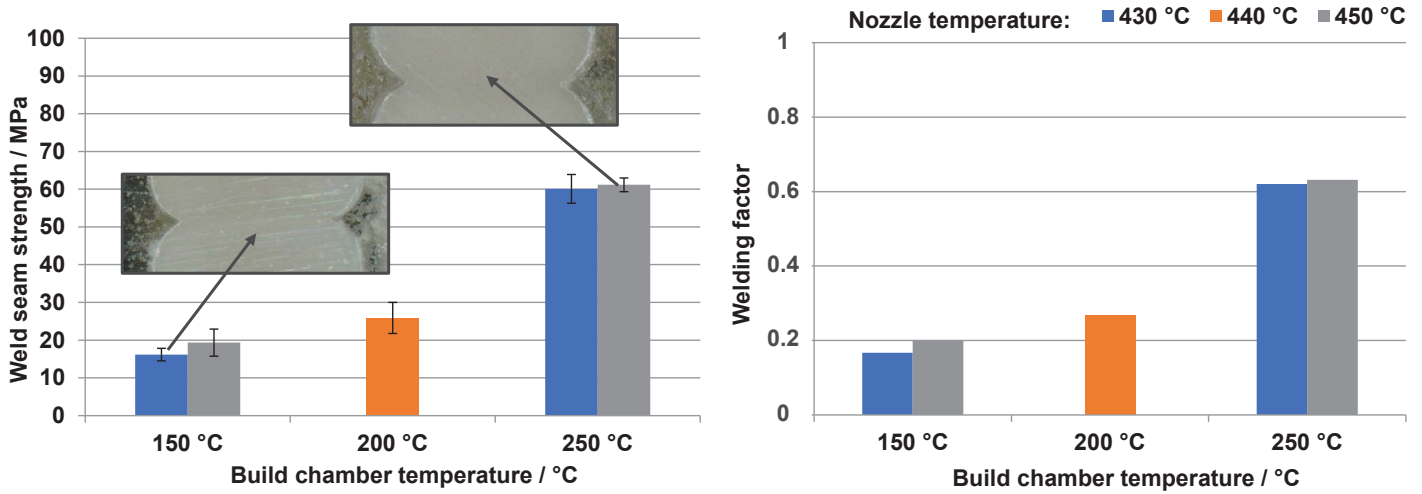 100
90
80
70
60
50
40
30
20
10
0
Weld seam strength / MPa
150 °C 200 °C 250 °C
Build chamber temperature / °C
Nozzle temperature: 430 °C 440 °C 450 °C
1
0.8
0.6
0.4
0.2
0
Welding factor
150 °C 200 °C 250 °C
Build chamber temperature / °C